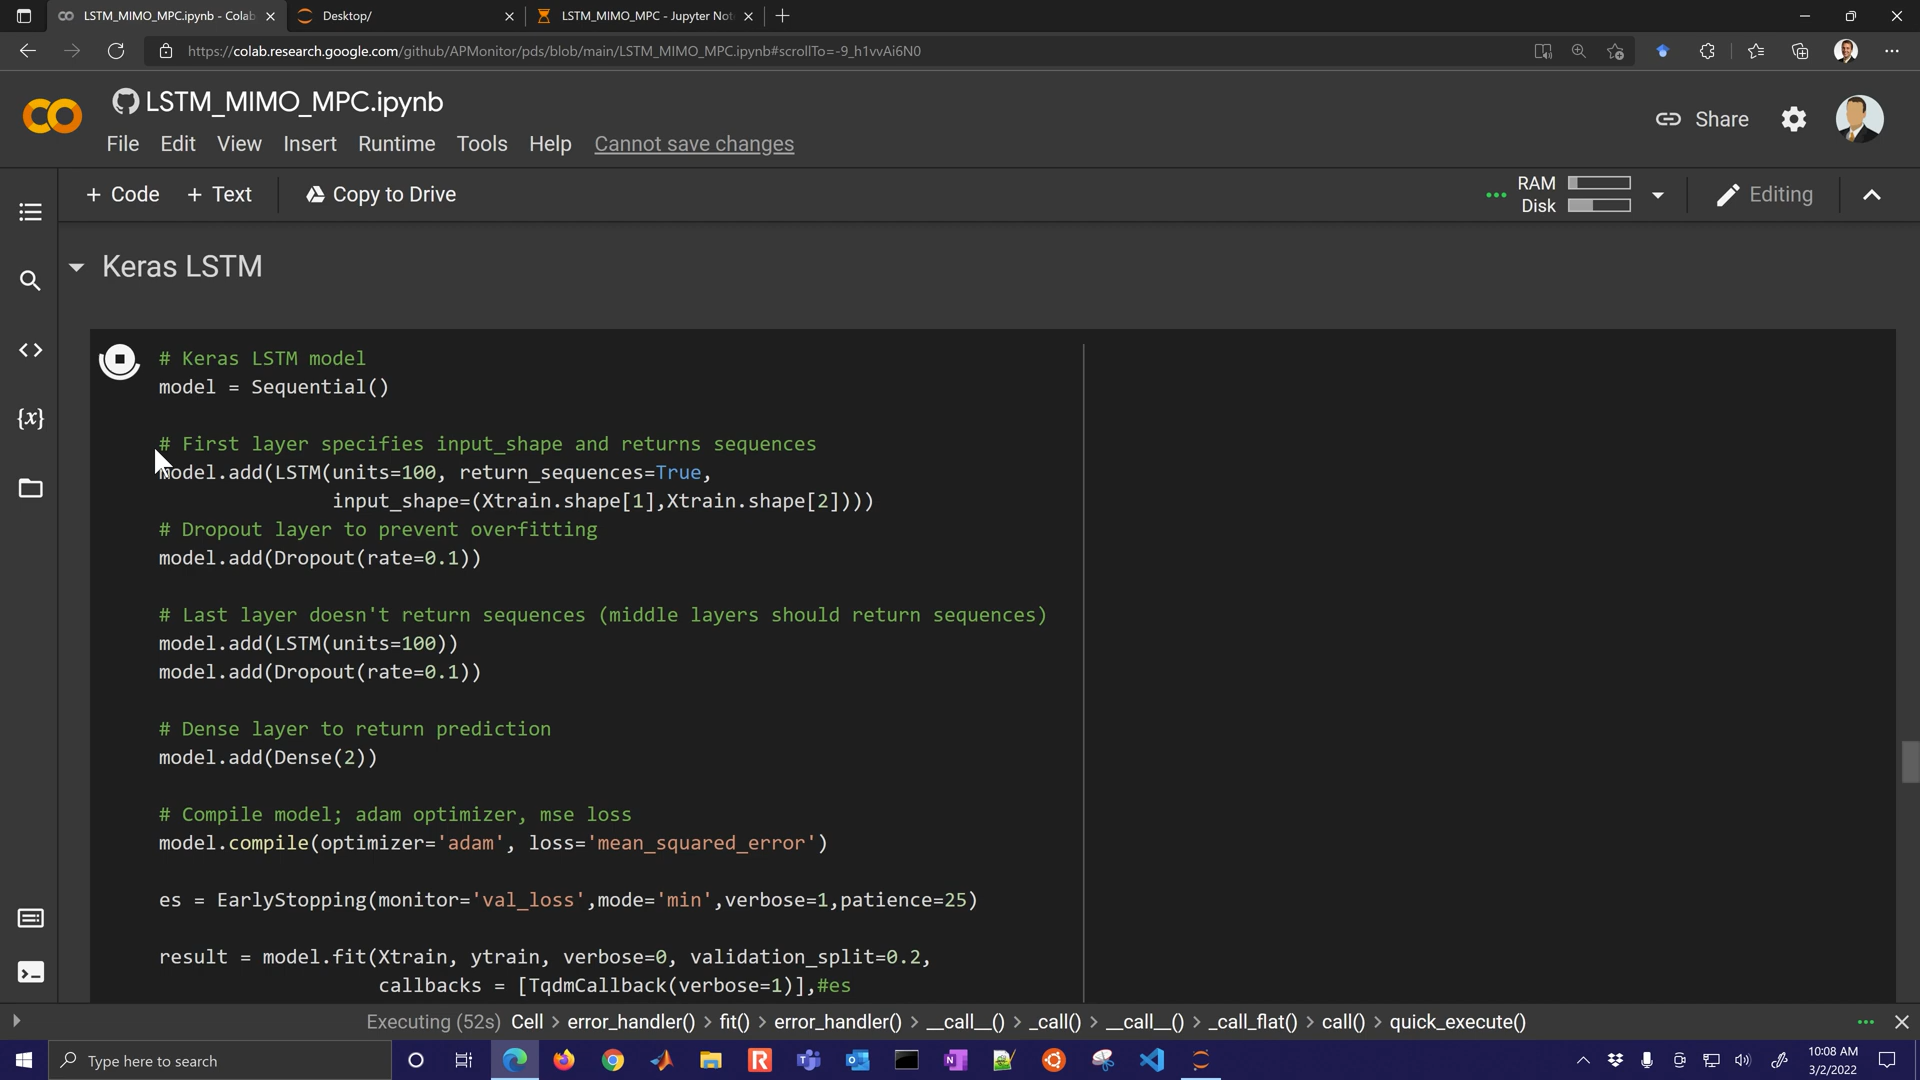 LSTM_MIMO_MPC.ipynb - Colab
Desktop/
LSTM_MIMO_MPC - Jupyter Not
https://colab.research.google.com/github/APMonitor/pds/blob/main/LSTM_MIMO_MPC.ipynb#scrollTo=-9_h1vvAi6N0
LSTM_MIMO_MPC.ipynb
Share
File Edit View Insert Runtime Tools Help Cannot save changes
+ Code + Text Copy to Drive
RAM
Disk
Editing
Keras LSTM
# Keras LSTM model
model = Sequential()
# First layer specifies input_shape and returns sequences
model.add(LSTM(units=100, return_sequences=True,
input_shape=(Xtrain.shape[1],Xtrain.shape[2])))
# Dropout layer to prevent overfitting
model.add(Dropout(rate=0.1))
# Last layer doesn't return sequences (middle layers should return sequences)
model.add(LSTM(units=100))
model.add(Dropout(rate=0.1))
# Dense layer to return prediction
model.add(Dense(2))
# Compile model; adam optimizer, mse loss
model.compile(optimizer='adam', loss='mean_squared_error')
es = EarlyStopping(monitor='val_loss',mode='min',verbose=1,patience=25)
result = model.fit(Xtrain, ytrain, verbose=0, validation_split=0.2,
callbacks = [TqdmCallback(verbose=1)],#es
Executing (52s) Cell > error_handler() > fit() > error_handler() > __call__() > _call() > __call__() > _call_flat() > call() > quick_execute()
Type here to search
10:08 AM
3/2/2022